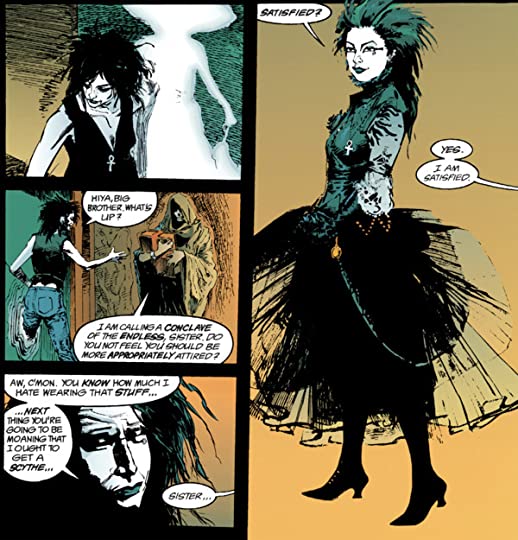 HIYA, BIG
BROTHER. WHAT'S
UP?
I AM CALLING A CONCLAVE
OF THE ENDLESS, SISTER. DO
YOU NOT FEEL YOU SHOULD BE
MORE APPROPRIATELY ATTIRED?
AW, C'MON. YOU KNOW HOW MUCH I
HATE WEARING THAT STUFF...
...NEXT
THING YOU'RE
GOING TO BE
MOANING THAT
I OUGHT TO
GET A
SCYTHE...
SISTER...
SATISFIED?
YES.
I AM
SATISFIED.